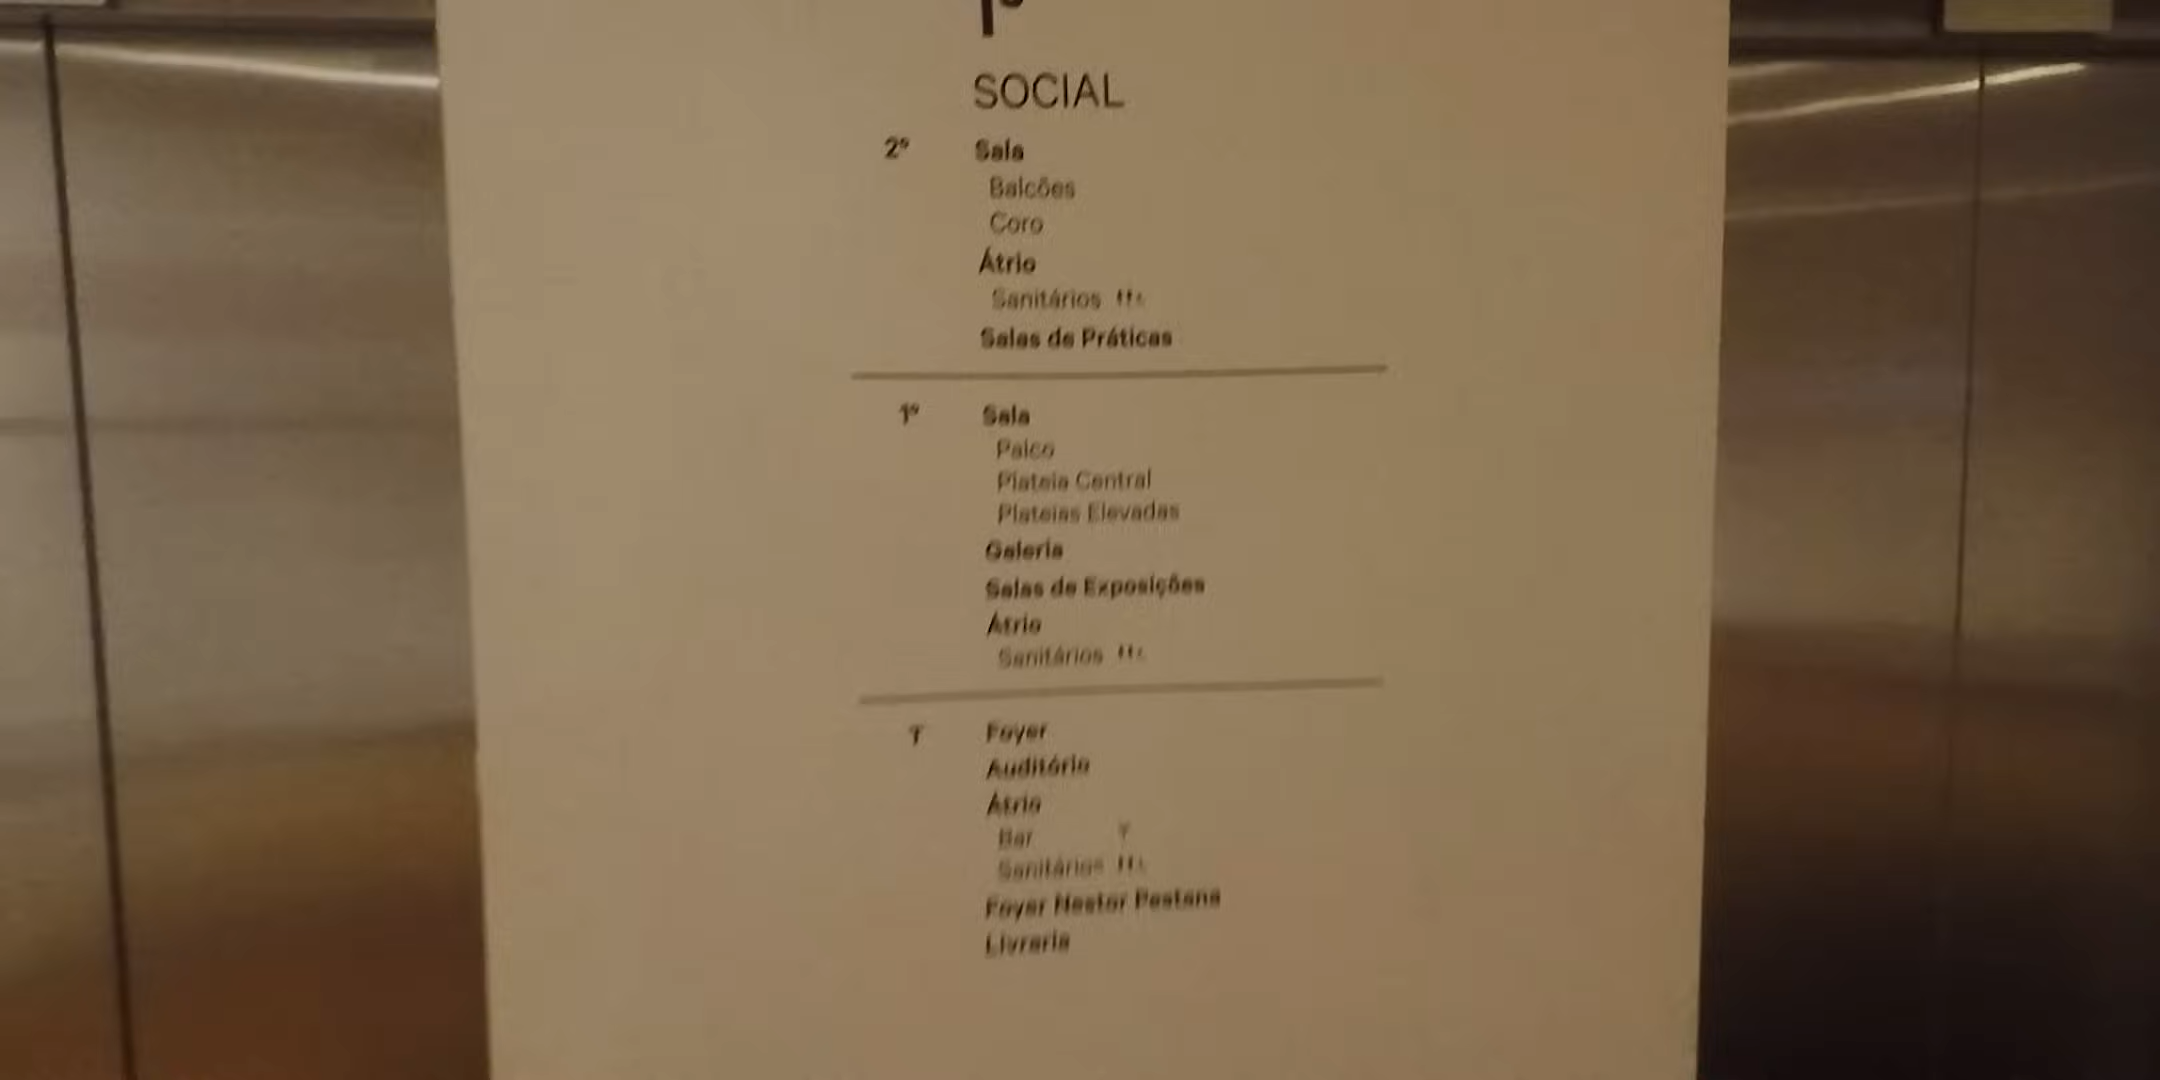 1º
SOCIAL
2º Sala
Balcões
Coro
Átrio
Sanitários
Salas de Práticas
1º Sala
Palco
Plateia Central
Plateias Elevadas
Galeria
Salas de Exposições
Átrio
Sanitários
T Foyer
Auditório
Átrio
Bar
Sanitários
Foyer Nestor Pestana
Livraria